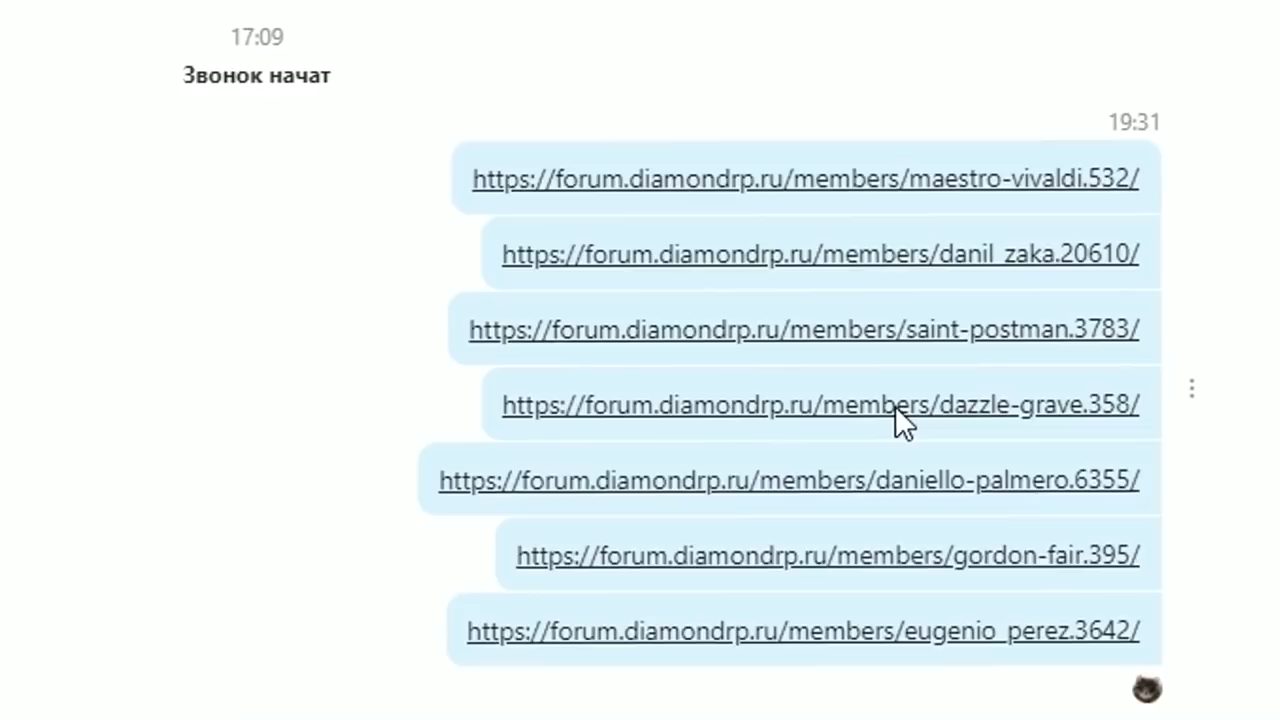 17:09
Звонок начат
19:31
https://forum.diamondrp.ru/members/maestro-vivaldi.532/
https://forum.diamondrp.ru/members/danil_zaka.20610/
https://forum.diamondrp.ru/members/saint-postman.3783/
https://forum.diamondrp.ru/members/dazzle-grave.358/
https://forum.diamondrp.ru/members/daniello-palmero.6355/
https://forum.diamondrp.ru/members/gordon-fair.395/
https://forum.diamondrp.ru/members/eugenio_perez.3642/